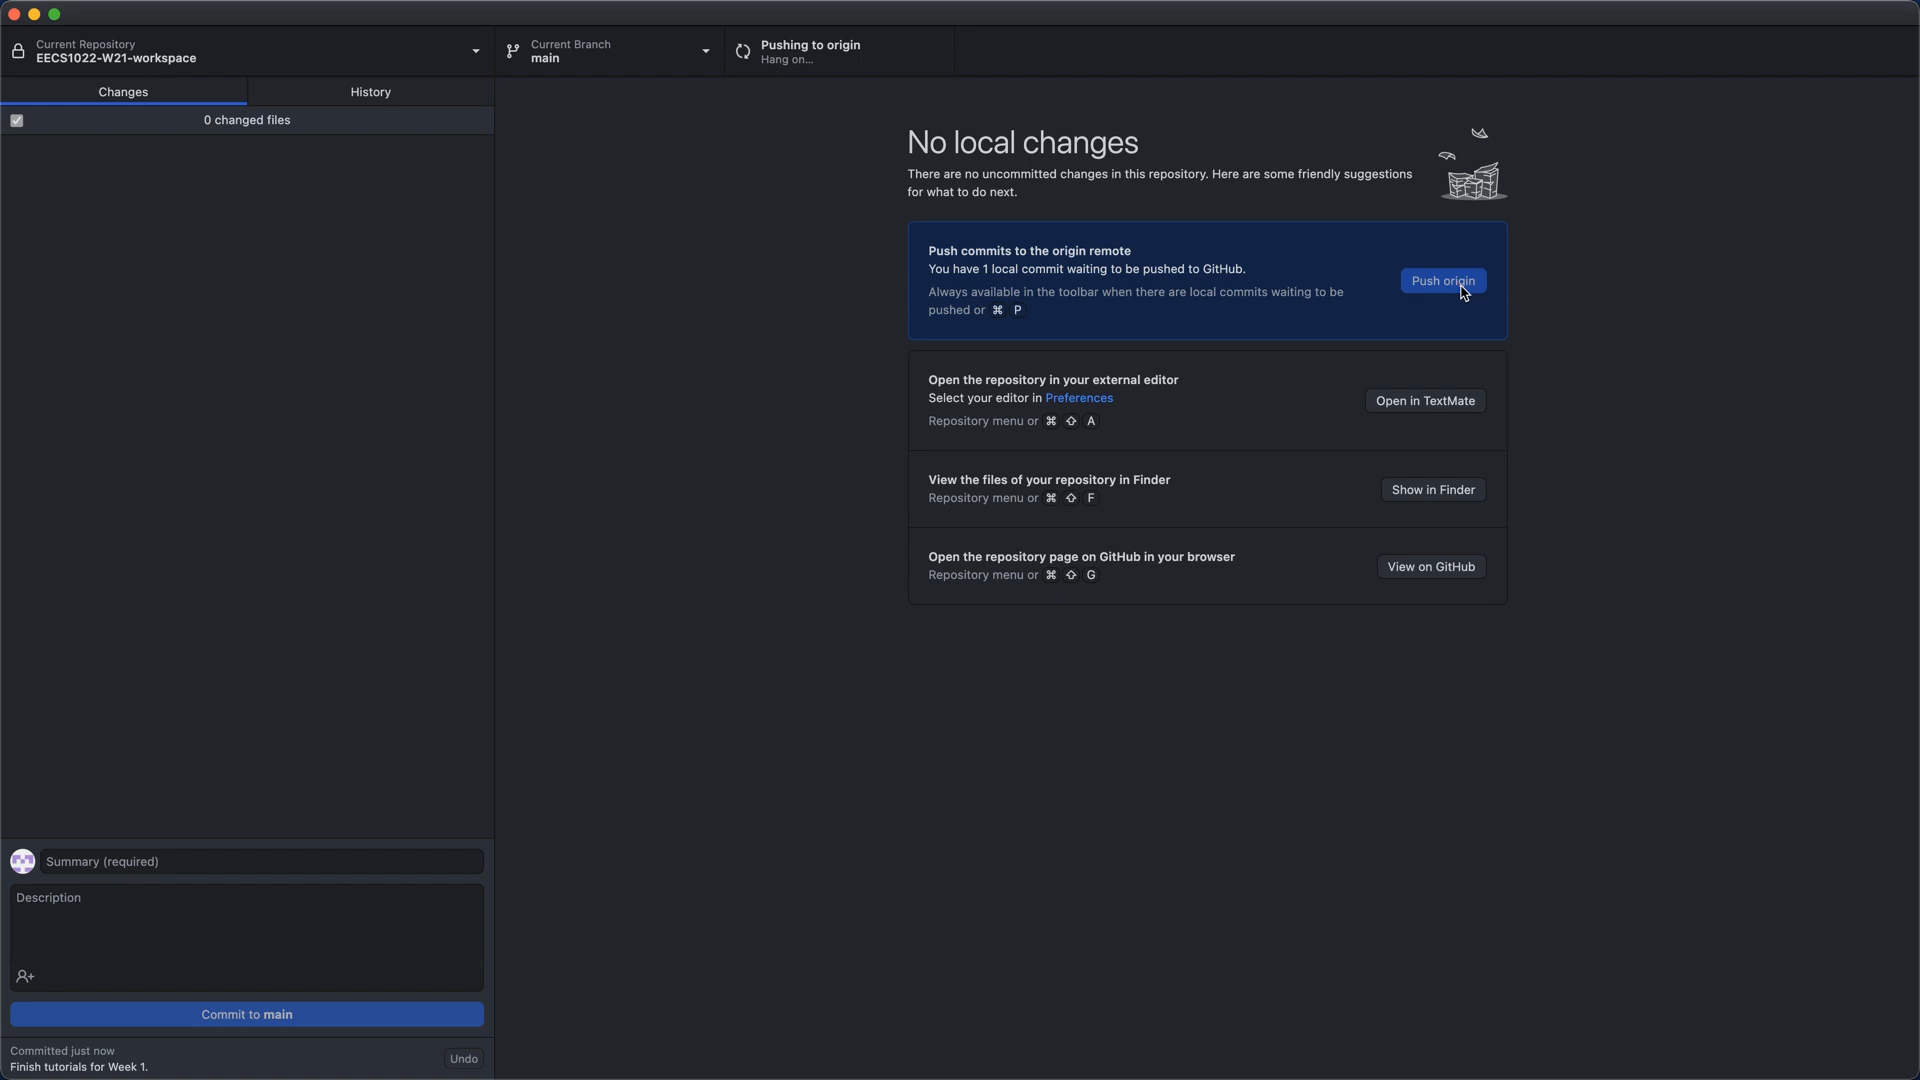 Current Repository
EECS1022-W21-workspace
Current Branch
main
Pushing to origin
Hang on...
Changes
History
0 changed files
No local changes
There are no uncommitted changes in this repository. Here are some friendly suggestions
for what to do next.
Push commits to the origin remote
You have 1 local commit waiting to be pushed to GitHub.
Always available in the toolbar when there are local commits waiting to be
pushed or ⌘ P
Push origin
Open the repository in your external editor
Select your editor in Preferences
Repository menu or ⌘ ⇧ A
Open in TextMate
View the files of your repository in Finder
Repository menu or ⌘ ⇧ F
Show in Finder
Open the repository page on GitHub in your browser
Repository menu or ⌘ ⇧ G
View on GitHub
Summary (required)
Description
Commit to main
Committed just now
Finish tutorials for Week 1.
Undo